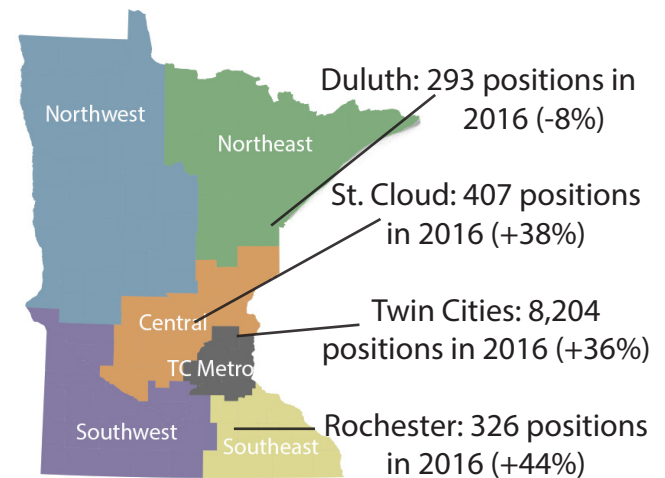 Duluth: 293 positions in
2016 (-8%)
Northwest
Northeast
St. Cloud: 407 positions
in 2016 (+38%)
Central
Twin Cities: 8,204
positions in 2016 (+36%)
TC Metro
Southwest
Southeast
Rochester: 326 positions
in 2016 (+44%)